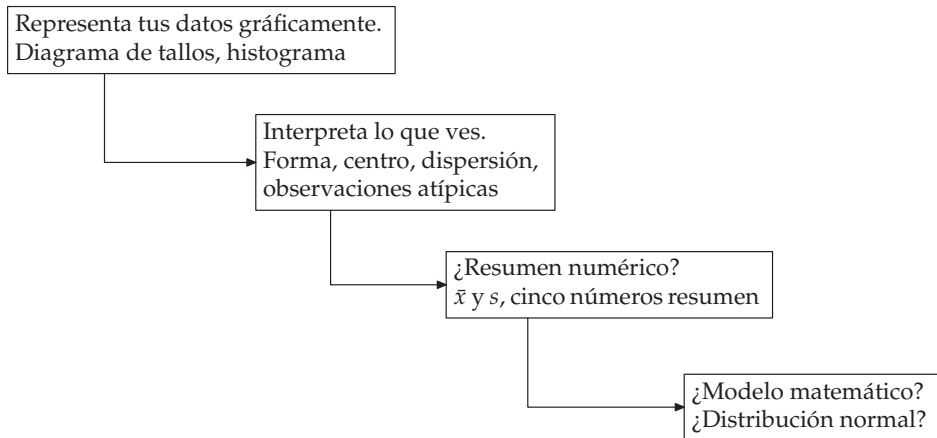 Representa tus datos gráficamente.
Diagrama de tallos, histograma
Interpreta lo que ves.
Forma, centro, dispersión,
observaciones atípicas
¿Resumen numérico?
x̄ y s, cinco números resumen
¿Modelo matemático?
¿Distribución normal?